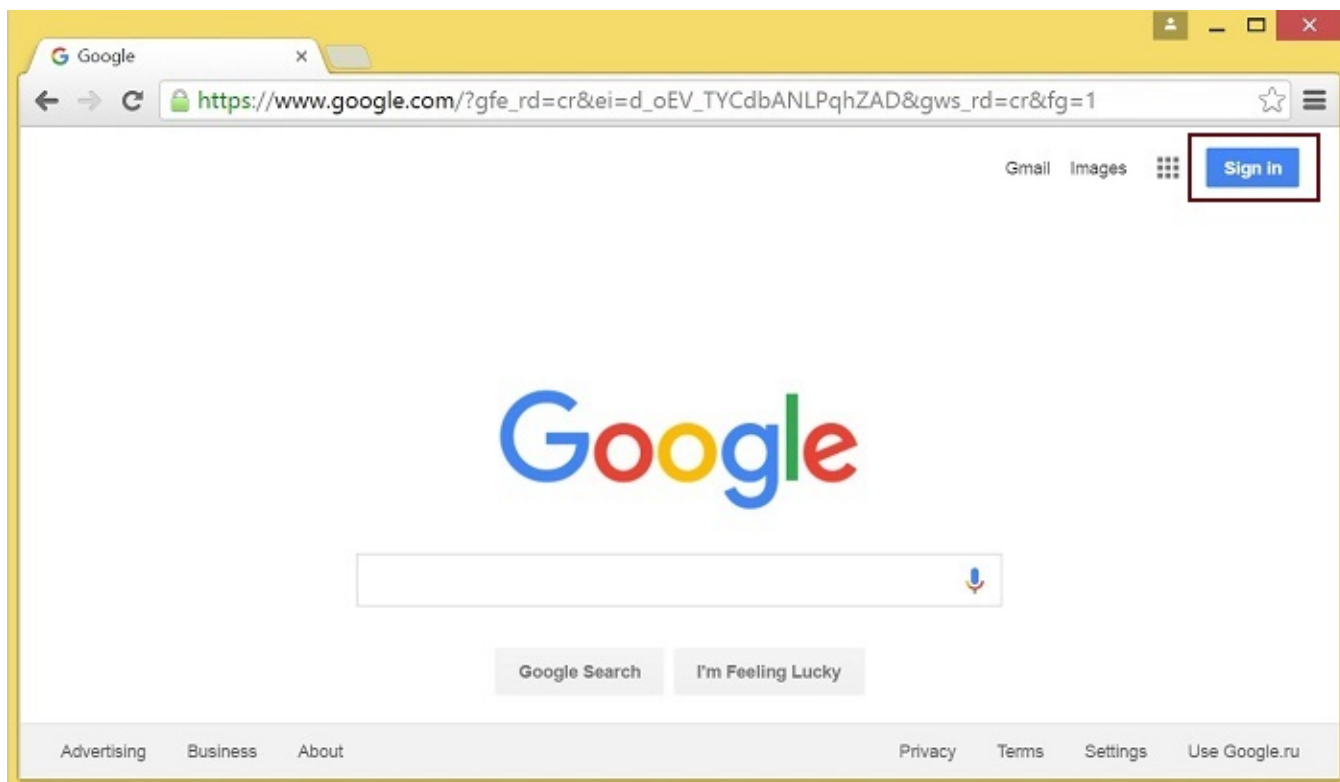 Google
https://www.google.com/?gfe_rd=cr&ei=d_oEV_TYCdbANLPqhZAD&gws_rd=cr&fg=1
Gmail Images Sign in
Google
Google Search I'm Feeling Lucky
Advertising Business About Privacy Terms Settings Use Google.ru